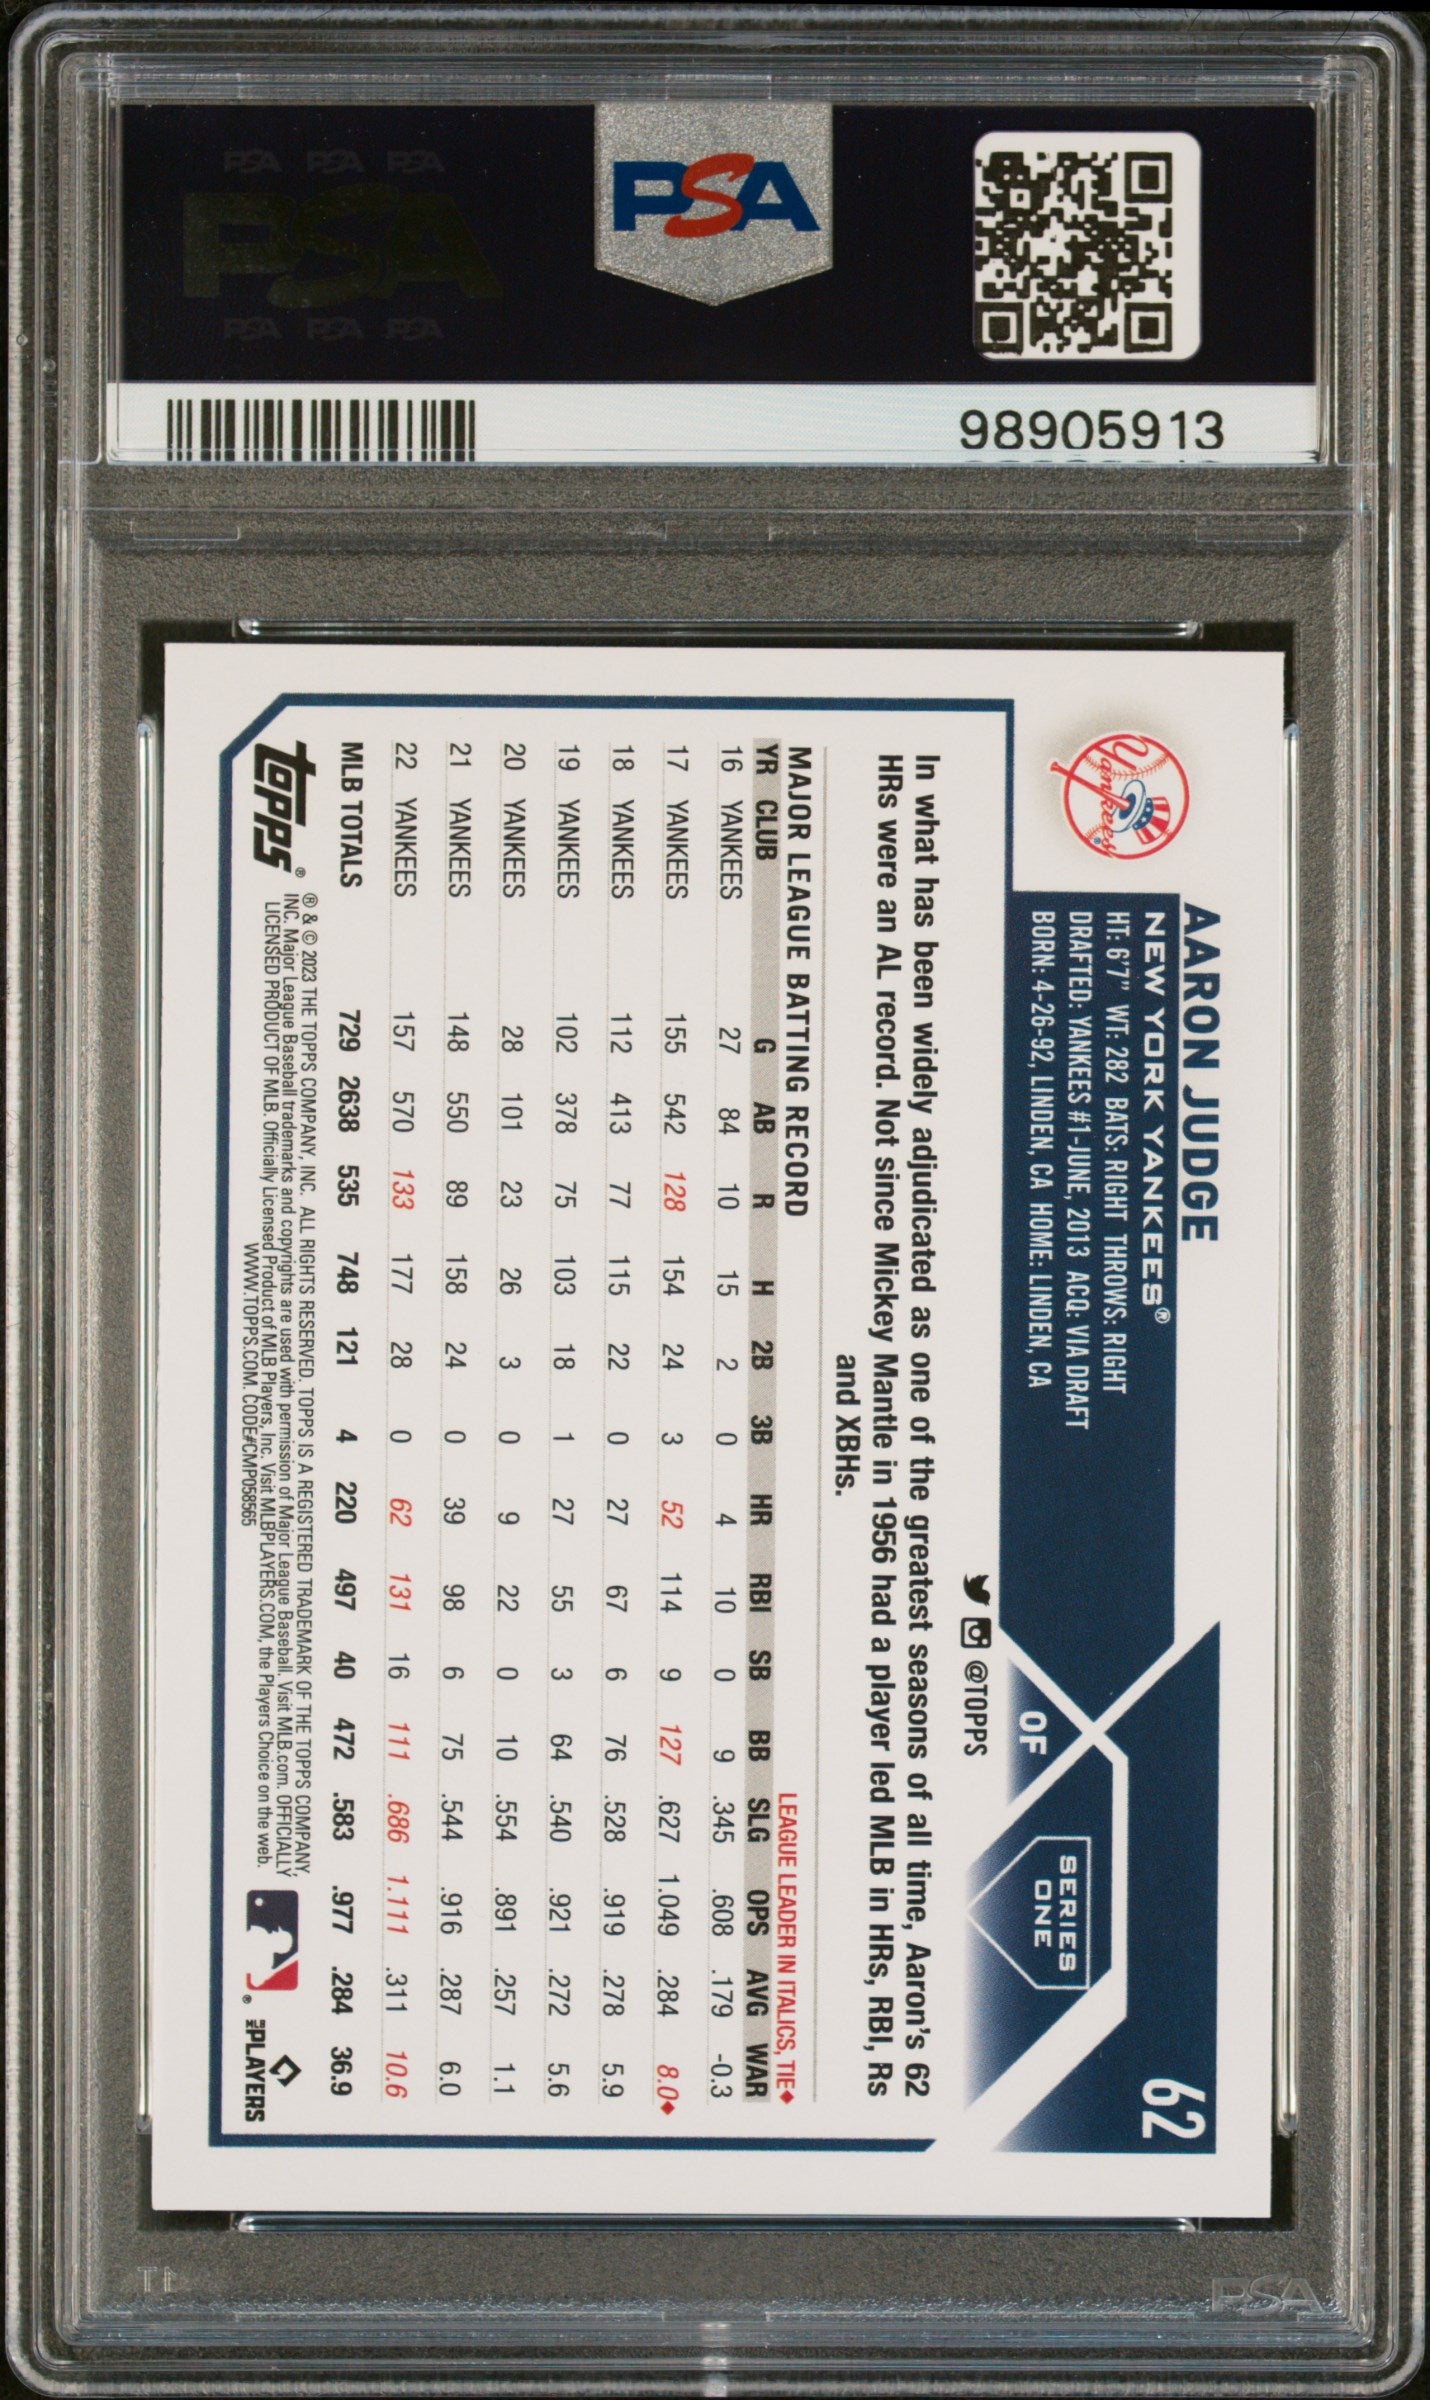 PSA PSA PSA
PSA
PSA PSA PSA
PSA
98905913
62
AARON JUDGE
NEW YORK YANKEES®
HT: 6'7" WT: 282 BATS: RIGHT THROWS: RIGHT
DRAFTED: YANKEES #1-JUNE, 2013 ACQ: VIA DRAFT
BORN: 4-26-92, LINDEN, CA HOME: LINDEN, CA
Yankees®
OF
SERIES
ONE
@TOPPS
In what has been widely adjudicated as one of the greatest seasons of all time, Aaron's 62
HRs were an AL record. Not since Mickey Mantle in 1956 had a player led MLB in HRs, RBI, Rs
and XBHs.
MAJOR LEAGUE BATTING RECORD LEAGUE LEADER IN ITALICS, TIE◆
YR CLUB G AB R H 2B 3B HR RBI SB BB SLG OPS AVG WAR
16 YANKEES 27 84 10 15 2 0 4 10 0 9 .345 .608 .179 -0.3
17 YANKEES 155 542 128 154 24 3 52 114 9 127 .627 1.049 .284 8.0◆
18 YANKEES 112 413 77 115 22 0 27 67 6 76 .528 .919 .278 5.9
19 YANKEES 102 378 75 103 18 1 27 55 3 64 .540 .921 .272 5.6
20 YANKEES 28 101 23 26 3 0 9 22 0 10 .554 .891 .257 1.1
21 YANKEES 148 550 89 158 24 0 39 98 6 75 .544 .916 .287 6.0
22 YANKEES 157 570 133 177 28 0 62 131 16 111 .686 1.111 .311 10.6
MLB TOTALS 729 2638 535 748 121 4 220 497 40 472 .583 .977 .284 36.9
topps®
® & © 2023 THE TOPPS COMPANY, INC. ALL RIGHTS RESERVED. TOPPS IS A REGISTERED TRADEMARK OF THE TOPPS COMPANY,
INC. Major League Baseball trademarks and copyrights are used with permission of Major League Baseball. Visit MLB.com. OFFICIALLY
LICENSED PRODUCT OF MLB. Officially Licensed Product of MLB Players, Inc. Visit MLBPLAYERS.COM, the Players Choice on the web.
WWW.TOPPS.COM. CODE#CMP058565
®
MLB PLAYERS
PSA